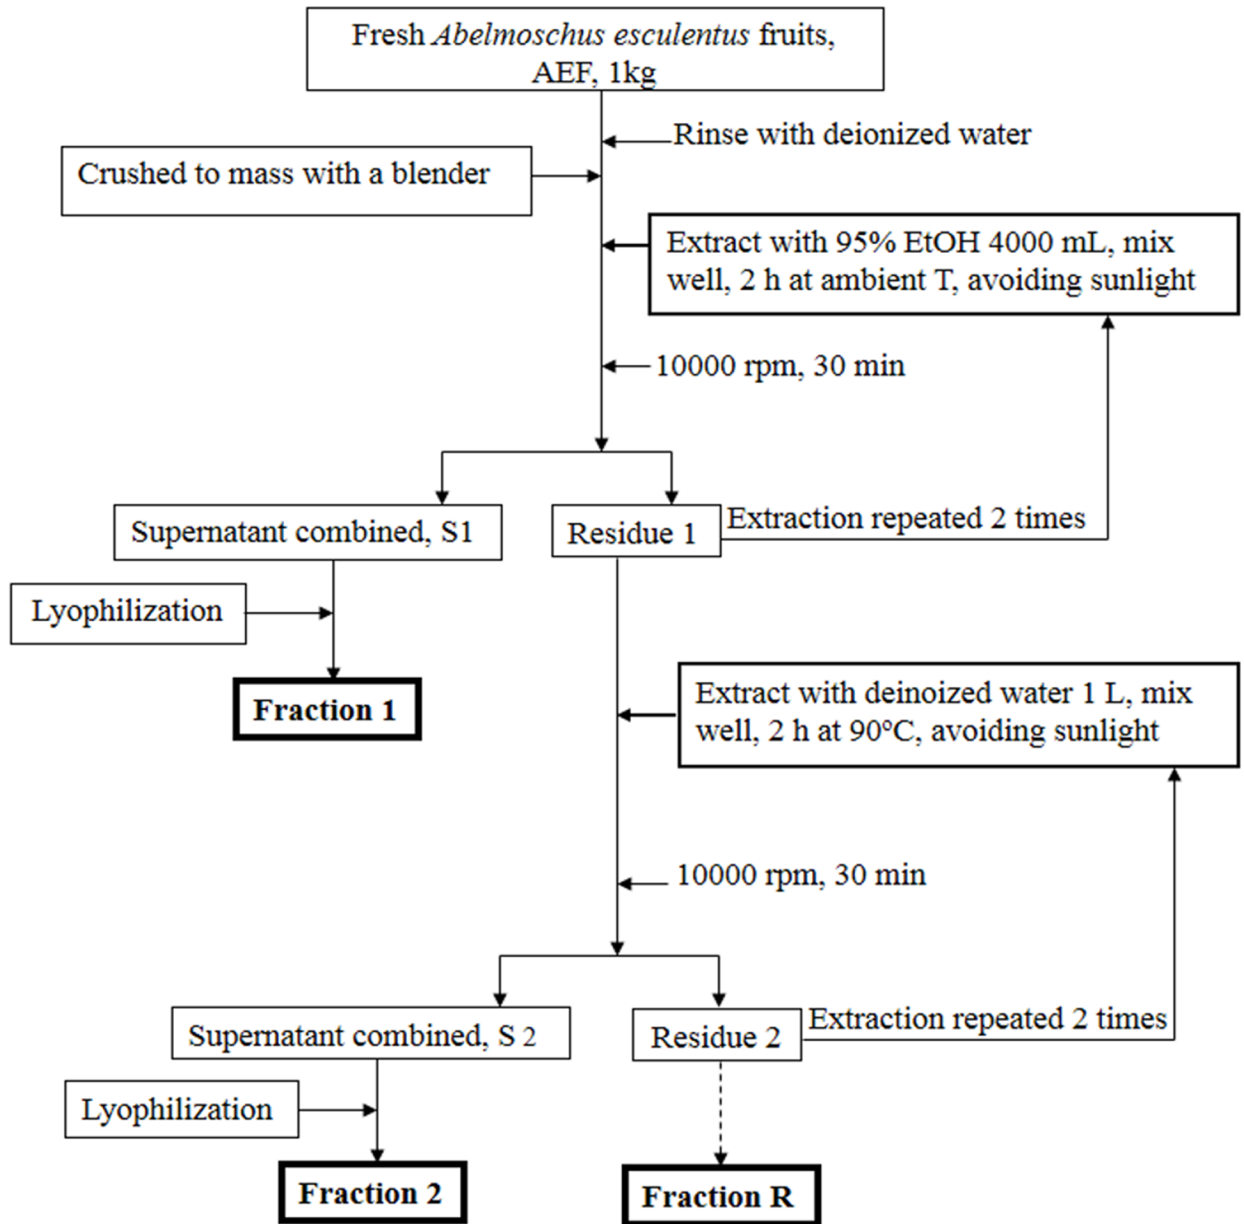 Fresh Abelmoschus esculentus fruits,
AEF, 1kg
Rinse with deionized water
Crushed to mass with a blender
Extract with 95% EtOH 4000 mL, mix
well, 2 h at ambient T, avoiding sunlight
10000 rpm, 30 min
Supernatant combined, S1
Residue 1
Extraction repeated 2 times
Lyophilization
Fraction 1
Extract with deinoized water 1 L, mix
well, 2 h at 90°C, avoiding sunlight
10000 rpm, 30 min
Supernatant combined, S 2
Residue 2
Extraction repeated 2 times
Lyophilization
Fraction 2
Fraction R